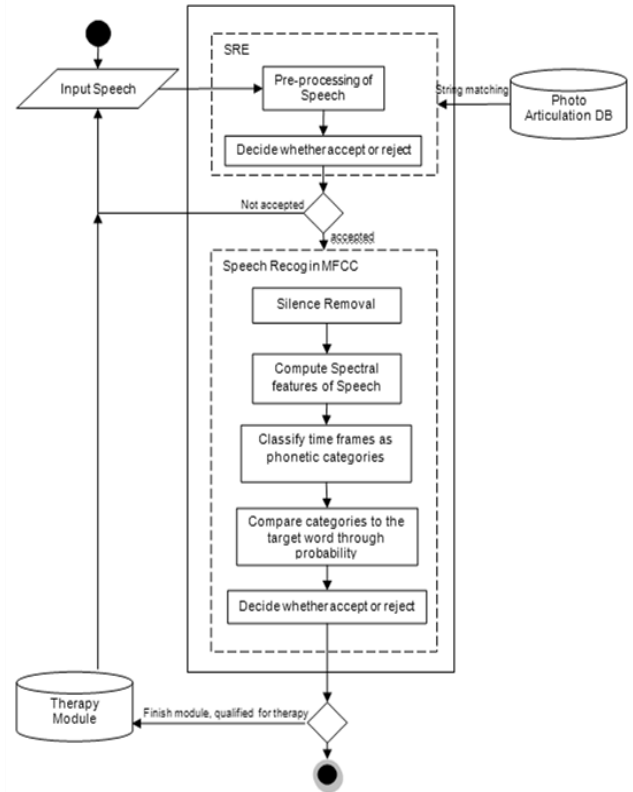 SRE
Input Speech
Pre-processing of
Speech
String matching
Photo
Articulation DB
Decide whether accept or reject
Not accepted
accepted
Speech Recog in MFCC
Silence Removal
Compute Spectral
features of Speech
Classify time frames as
phonetic categories
Compare categories to the
target word through
probability
Decide whether accept or reject
Therapy
Module
Finish module, qualified for therapy